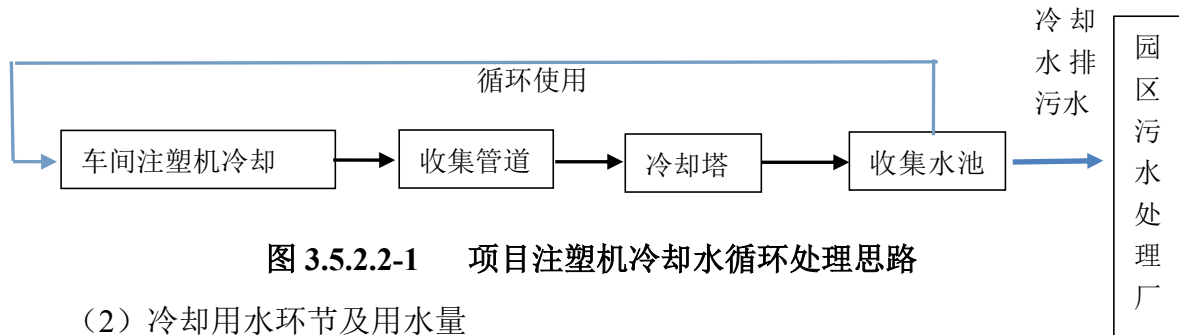 循环使用
冷 却
水 排
污水
车间注塑机冷却
收集管道
冷却塔
收集水池
园
区
污
水
处
理
厂
图 3.5.2.2-1 项目注塑机冷却水循环处理思路
（2）冷却用水环节及用水量